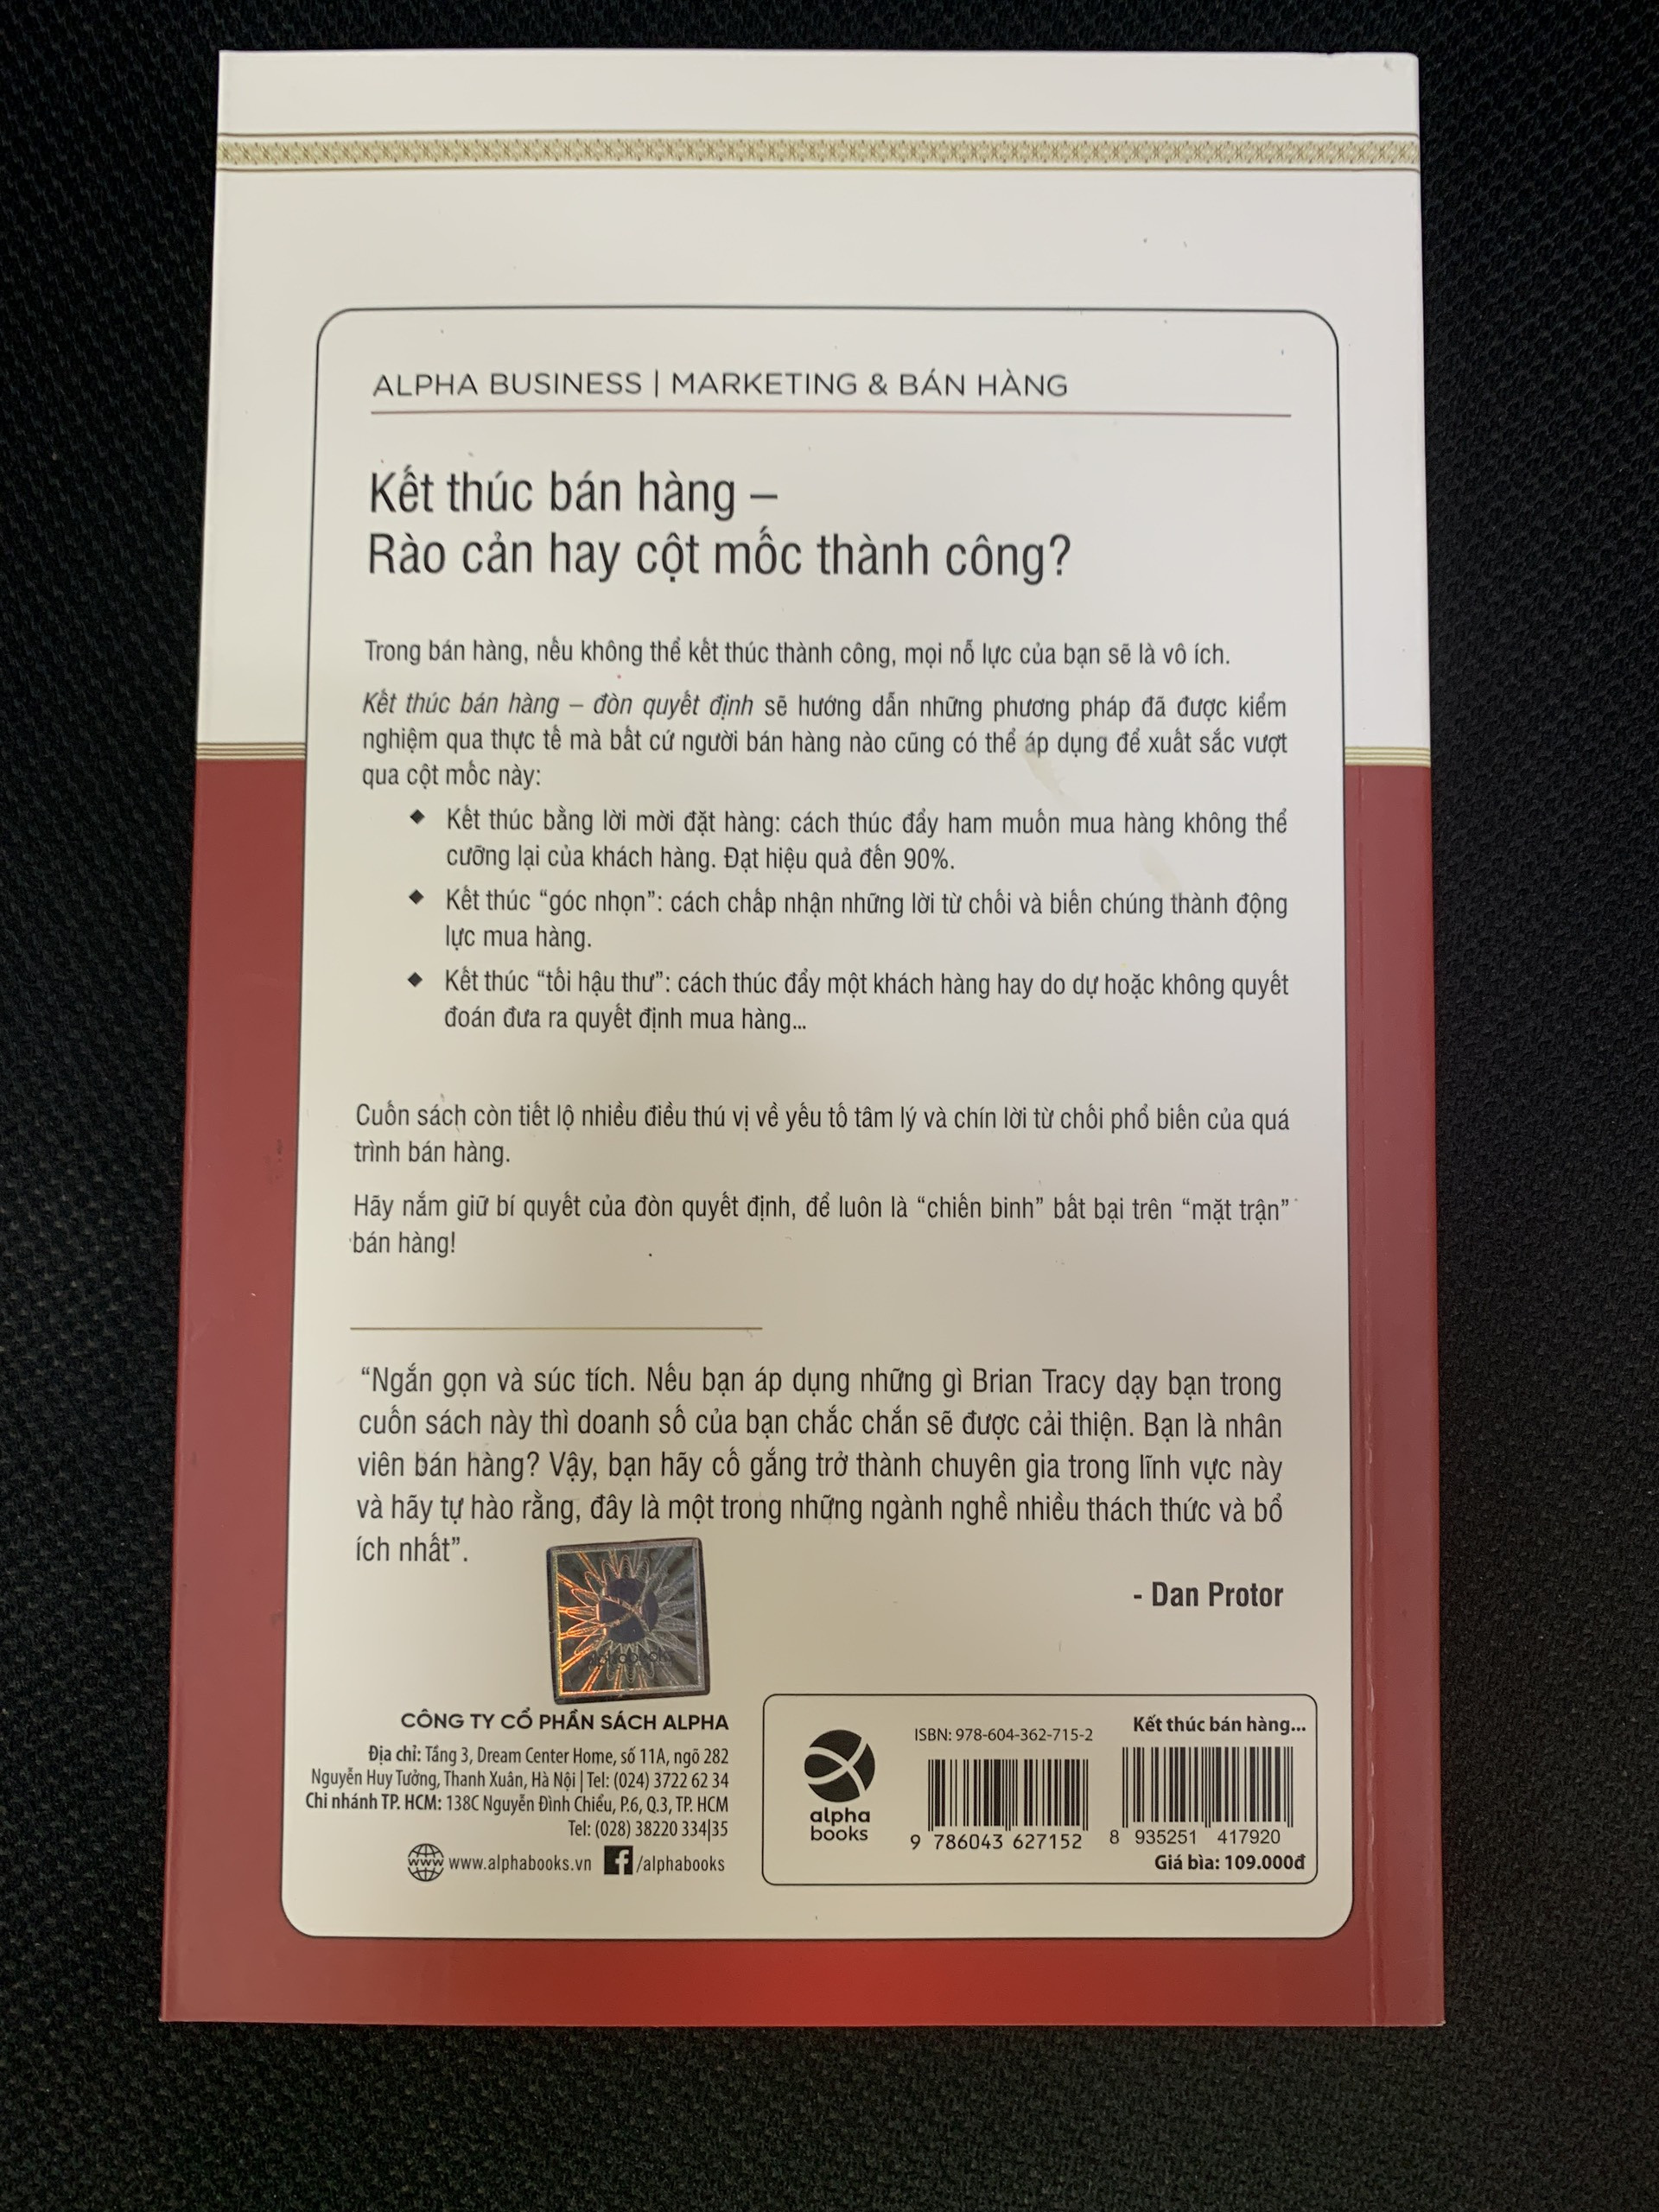 ALPHA BUSINESS | MARKETING & BÁN HÀNG
Kết thúc bán hàng –
Rào cản hay cột mốc thành công?
Trong bán hàng, nếu không thể kết thúc thành công, mọi nỗ lực của bạn sẽ là vô ích.
Kết thúc bán hàng – đòn quyết định sẽ hướng dẫn những phương pháp đã được kiểm
nghiệm qua thực tế mà bất cứ người bán hàng nào cũng có thể áp dụng để xuất sắc vượt
qua cột mốc này:
◆ Kết thúc bằng lời mời đặt hàng: cách thúc đẩy ham muốn mua hàng không thể
cưỡng lại của khách hàng. Đạt hiệu quả đến 90%.
◆ Kết thúc “góc nhọn”: cách chấp nhận những lời từ chối và biến chúng thành động
lực mua hàng.
◆ Kết thúc “tối hậu thư”: cách thúc đẩy một khách hàng hay do dự hoặc không quyết
đoán đưa ra quyết định mua hàng...
Cuốn sách còn tiết lộ nhiều điều thú vị về yếu tố tâm lý và chín lời từ chối phổ biến của quá
trình bán hàng.
Hãy nắm giữ bí quyết của đòn quyết định, để luôn là “chiến binh” bất bại trên “mặt trận”
bán hàng!
“Ngắn gọn và súc tích. Nếu bạn áp dụng những gì Brian Tracy dạy bạn trong
cuốn sách này thì doanh số của bạn chắc chắn sẽ được cải thiện. Bạn là nhân
viên bán hàng? Vậy, bạn hãy cố gắng trở thành chuyên gia trong lĩnh vực này
và hãy tự hào rằng, đây là một trong những ngành nghề nhiều thách thức và bổ
ích nhất”.
- Dan Protor
alphabooks
CÔNG TY CỔ PHẦN SÁCH ALPHA
Địa chỉ: Tầng 3, Dream Center Home, số 11A, ngõ 282
Nguyễn Huy Tưởng, Thanh Xuân, Hà Nội | Tel: (024) 3722 62 34
Chi nhánh TP. HCM: 138C Nguyễn Đình Chiểu, P.6, Q.3, TP. HCM
Tel: (028) 38220 334|35
www www.alphabooks.vn f /alphabooks
alpha
books
ISBN: 978-604-362-715-2
9 786043 627152
Kết thúc bán hàng...
8 935251 417920
Giá bìa: 109.000đ